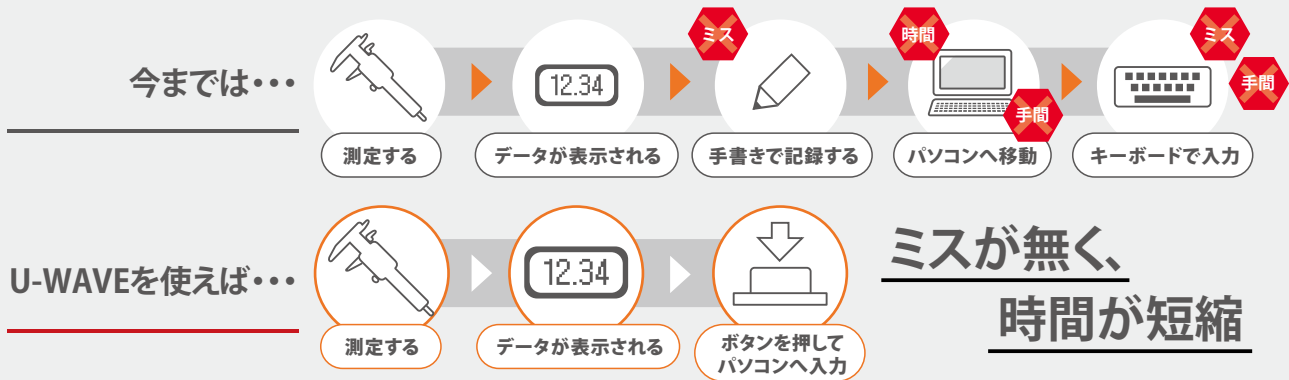 今までは・・・
ミス
時間
ミス
手間
手間
12.34
測定する
データが表示される
手書きで記録する
パソコンへ移動
キーボードで入力
U-WAVEを使えば・・・
12.34
測定する
データが表示される
ボタンを押して
パソコンへ入力
ミスが無く、
時間が短縮